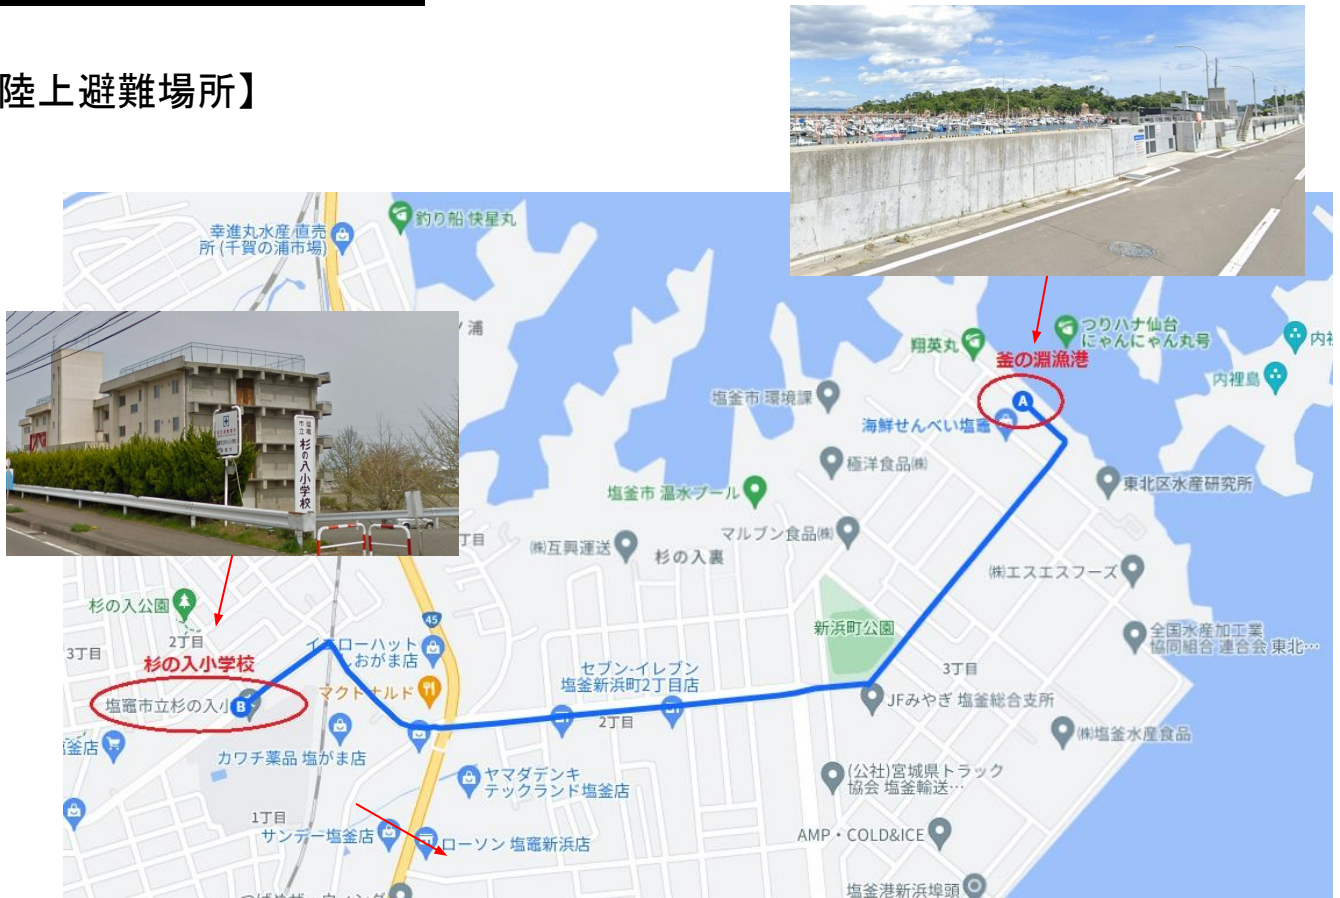 陸上避難場所】
幸進丸水産 直売
所 (千賀の浦市場)
釣り船 快星丸
ノ浦
翔英丸
つりハナ仙台
にゃんにゃん丸号
釜の淵漁港
内裡島
塩釜市 環境課
A
海鮮せんべい塩竈
極洋食品㈱
東北区水産研究所
塩釜市 温水プール
マルブン食品㈱
㈱互興運送
杉の入裏
丁目
㈱エスエスフーズ
塩竈
市立
杉の入小学校
杉の入公園
2丁目
3丁目
杉の入小学校
塩竈市立杉の入小
B
45
イエローハット
しおがま店
マクドナルド
セブン-イレブン
塩釜新浜町2丁目店
2丁目
新浜町公園
3丁目
全国水産加工業
協同組合 連合会 東北…
JFみやぎ 塩釜総合支所
㈱塩釜水産食品
塩釜店
カワチ薬品 塩がま店
ヤマダデンキ
テックランド塩釜店
(公社)宮城県トラック
協会 塩釜輸送…
1丁目
サンデー塩釜店
ローソン 塩竈新浜店
AMP・COLD&ICE
塩釜港新浜埠頭